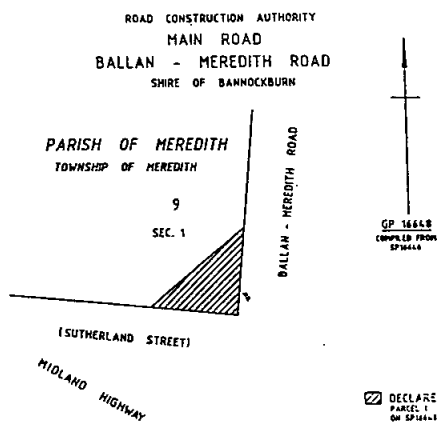 ROAD CONSTRUCTION AUTHORITY
MAIN ROAD
BALLAN - MEREDITH ROAD
SHIRE OF BANNOCKBURN
PARISH OF MEREDITH
TOWNSHIP OF MEREDITH
9
SEC. 1
BALLAN - MEREDITH ROAD
GP 16648
COMPILED FROM
(SUTHERLAND STREET)
MIDLAND HIGHWAY
DECLARE
PARCEL 1
ON